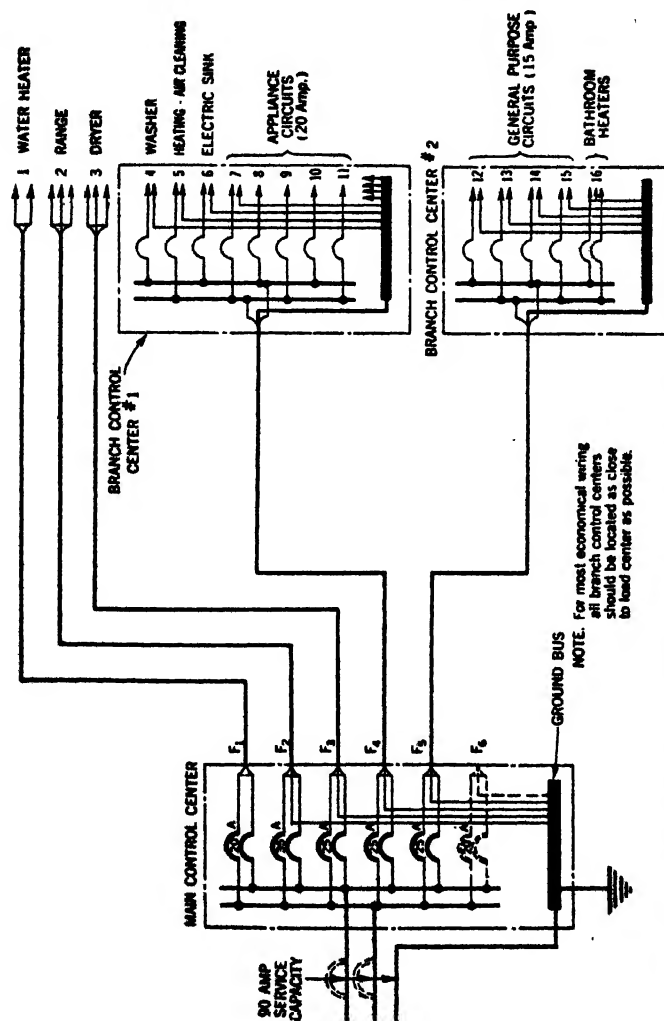 1 WATER HEATER
2 RANGE
3 DRYER
BRANCH CONTROL
CENTER #1
4 WASHER
5 HEATING - AIR CLEANING
6 ELECTRIC SINK
7
8
9
10
11
APPLIANCE
CIRCUITS
(20 Amp.)
BRANCH CONTROL CENTER #2
12
13
14
15
GENERAL PURPOSE
CIRCUITS (15 Amp)
16
BATHROOM
HEATERS
MAIN CONTROL CENTER
F1
F2
F3
F4
F5
F6
20 A
A
25 A
A
25 A
A
90 AMP
SERVICE
CAPACITY
GROUND BUS
NOTE. For most economical wiring
all branch control centers
should be located as close
to load center as possible.